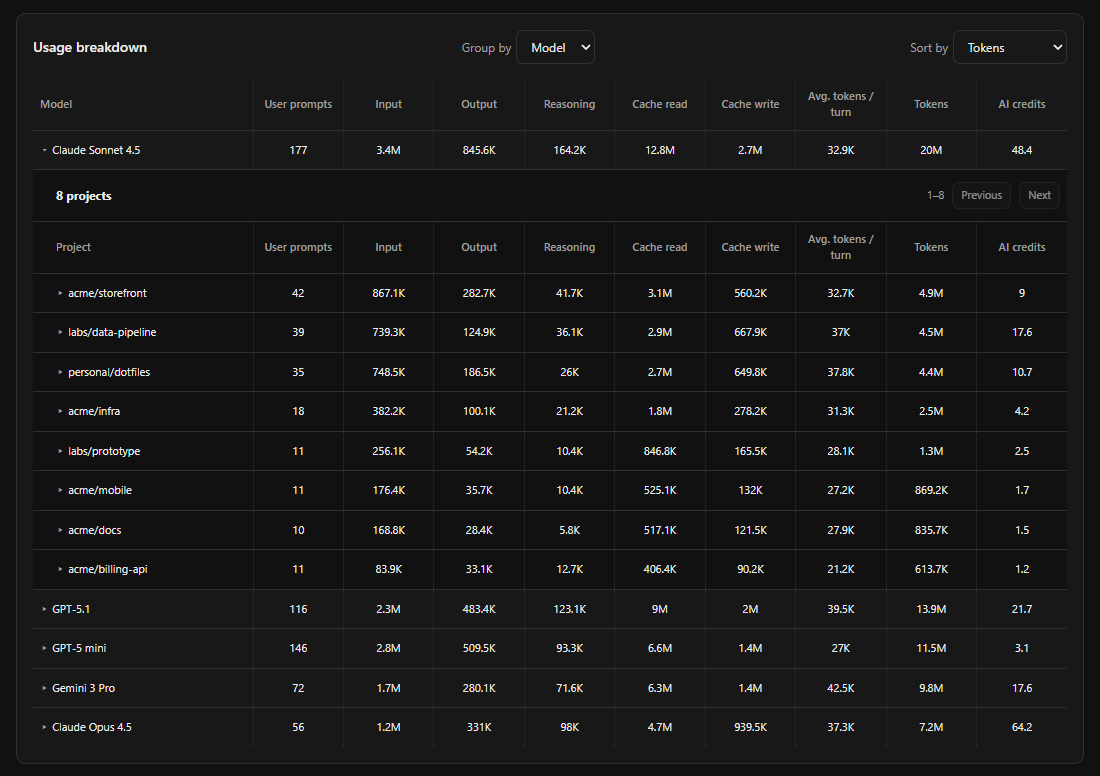 Usage breakdown Group by Model Sort by Tokens
Model User prompts Input Output Reasoning Cache read Cache write Avg. tokens / turn Tokens AI credits
Claude Sonnet 4.5 177 3.4M 845.6K 164.2K 12.8M 2.7M 32.9K 20M 48.4
8 projects 1–8 Previous Next
Project User prompts Input Output Reasoning Cache read Cache write Avg. tokens / turn Tokens AI credits
acme/storefront 42 867.1K 282.7K 41.7K 3.1M 560.2K 32.7K 4.9M 9
labs/data-pipeline 39 739.3K 124.9K 36.1K 2.9M 667.9K 37K 4.5M 17.6
personal/dotfiles 35 748.5K 186.5K 26K 2.7M 649.8K 37.8K 4.4M 10.7
acme/infra 18 382.2K 100.1K 21.2K 1.8M 278.2K 31.3K 2.5M 4.2
labs/prototype 11 256.1K 54.2K 10.4K 846.8K 165.5K 28.1K 1.3M 2.5
acme/mobile 11 176.4K 35.7K 10.4K 525.1K 132K 27.2K 869.2K 1.7
acme/docs 10 168.8K 28.4K 5.8K 517.1K 121.5K 27.9K 835.7K 1.5
acme/billing-api 11 83.9K 33.1K 12.7K 406.4K 90.2K 21.2K 613.7K 1.2
GPT-5.1 116 2.3M 483.4K 123.1K 9M 2M 39.5K 13.9M 21.7
GPT-5 mini 146 2.8M 509.5K 93.3K 6.6M 1.4M 27K 11.5M 3.1
Gemini 3 Pro 72 1.7M 280.1K 71.6K 6.3M 1.4M 42.5K 9.8M 17.6
Claude Opus 4.5 56 1.2M 331K 98K 4.7M 939.5K 37.3K 7.2M 64.2